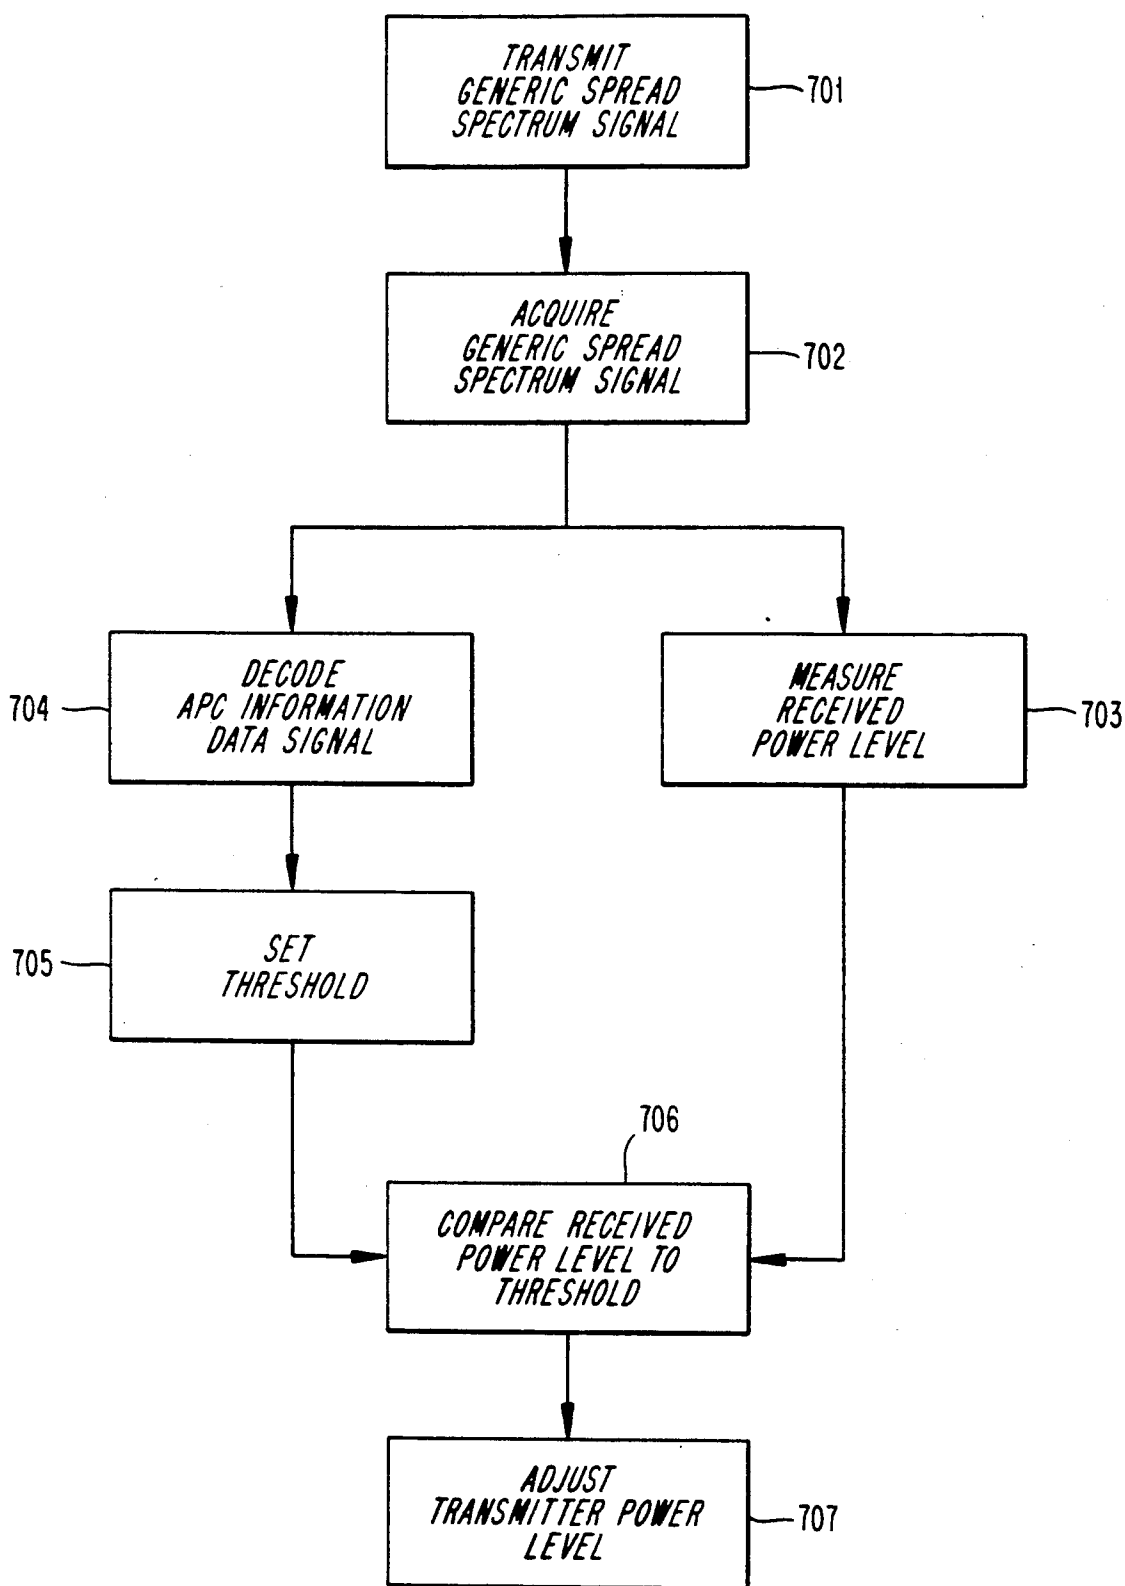 TRANSMIT
GENERIC SPREAD
SPECTRUM SIGNAL
701
ACQUIRE
GENERIC SPREAD
SPECTRUM SIGNAL
702
704
DECODE
APC INFORMATION
DATA SIGNAL
MEASURE
RECEIVED
POWER LEVEL
703
705
SET
THRESHOLD
706
COMPARE RECEIVED
POWER LEVEL TO
THRESHOLD
ADJUST
TRANSMITTER POWER
LEVEL
707